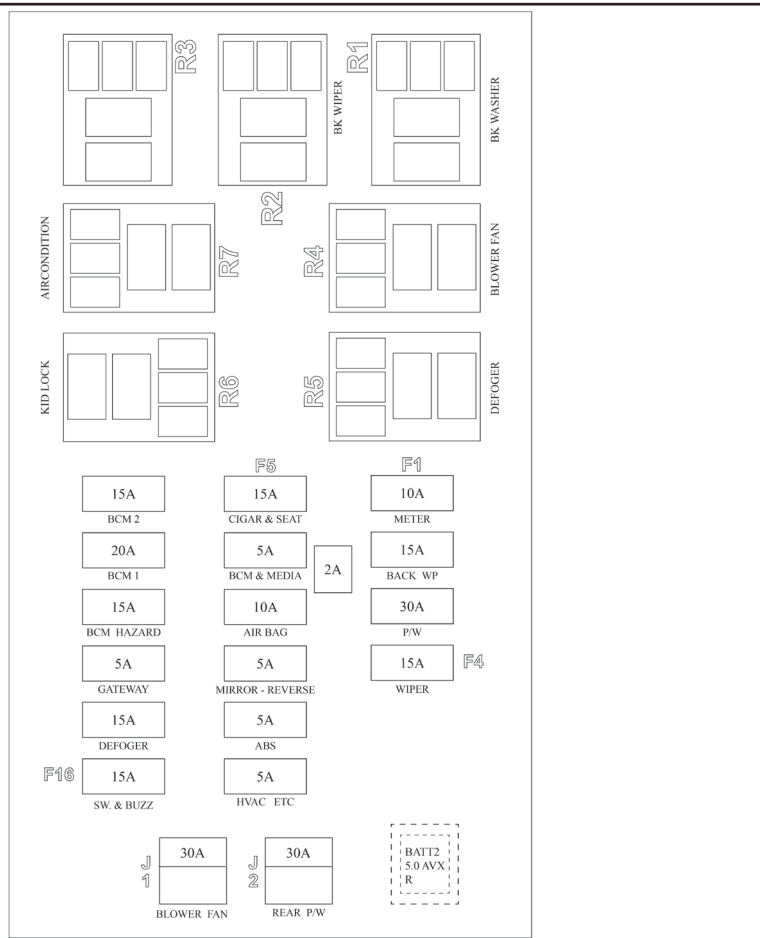 R3
R1
BK WIPER
BK WASHER
R2
AIRCONDITION
R7
R4
BLOWER FAN
KID LOCK
R6
R5
DEFOGER
F5
F1
15A
15A
10A
BCM 2
CIGAR & SEAT
METER
20A
5A
2A
15A
BCM 1
BCM & MEDIA
BACK WP
15A
10A
30A
BCM HAZARD
AIR BAG
P/W
5A
5A
15A
F4
GATEWAY
MIRROR - REVERSE
WIPER
15A
5A
DEFOGER
ABS
F16
15A
5A
SW. & BUZZ
HVAC ETC
J
1
30A
J
2
30A
BATT2
5.0 AVX
R
BLOWER FAN
REAR P/W